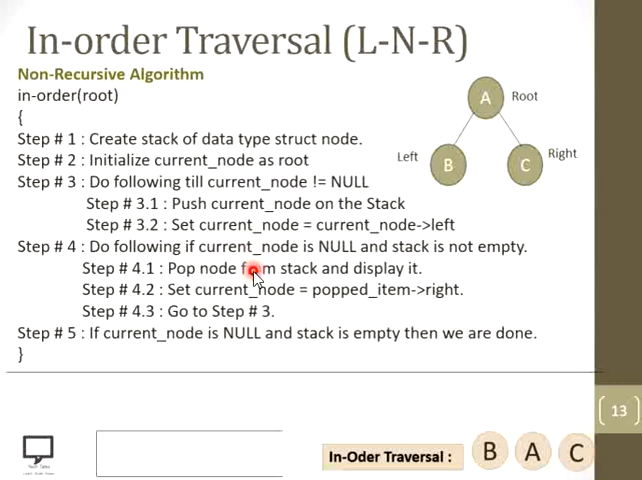 In-order Traversal (L-N-R)
Non-Recursive Algorithm
in-order(root)
{
Step # 1 : Create stack of data type struct node.
Step # 2 : Initialize current_node as root
Step # 3 : Do following till current_node != NULL
Step # 3.1 : Push current_node on the Stack
Step # 3.2 : Set current_node = current_node->left
Step # 4 : Do following if current_node is NULL and stack is not empty.
Step # 4.1 : Pop node from stack and display it.
Step # 4.2 : Set current_node = popped_item->right.
Step # 4.3 : Go to Step # 3.
Step # 5 : If current_node is NULL and stack is empty then we are done.
}
A Root
Left B C Right
13
In-Oder Traversal : B A C